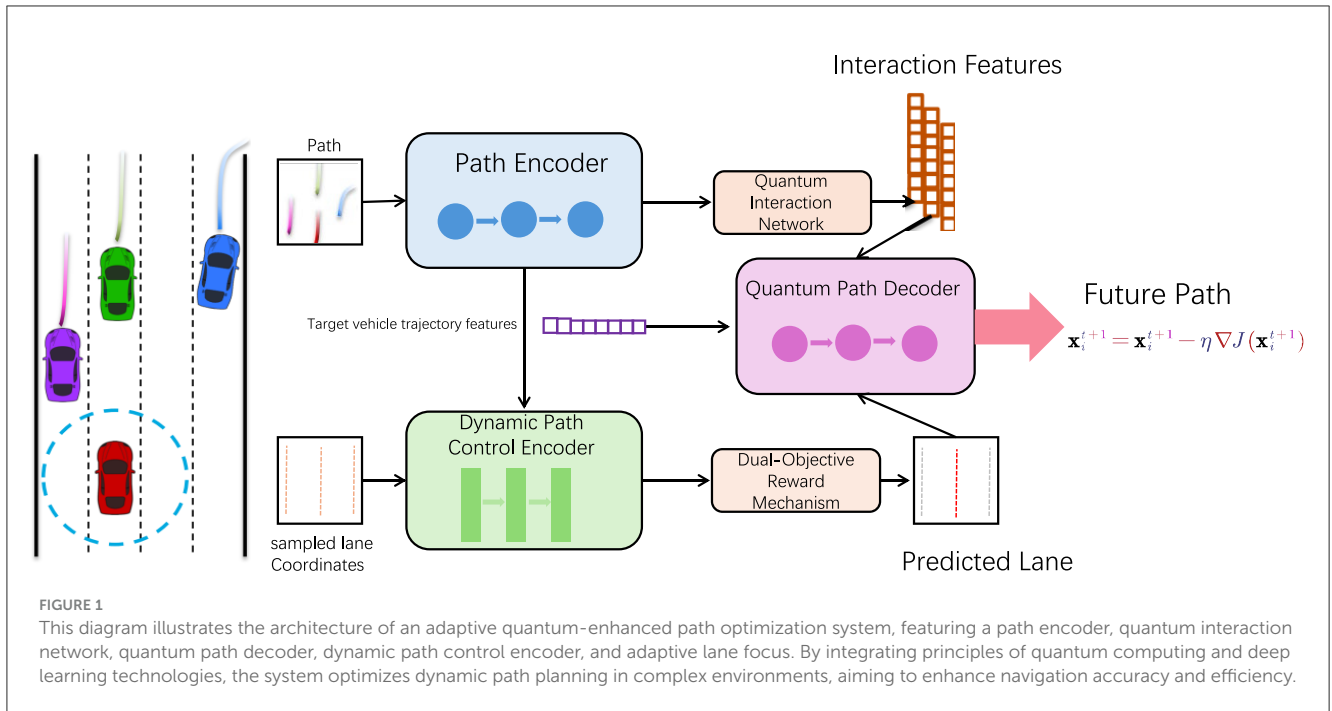 Interaction Features
Path
Path Encoder
Quantum
Interaction
Network
Target vehicle trajectory features
Quantum Path Decoder
Future Path
𝐱ᵢᵗ⁺¹ = 𝐱ᵢᵗ⁺¹ − η ∇J(𝐱ᵢᵗ⁺¹)
Dynamic Path
Control Encoder
Dual-Objective
Reward
Mechanism
sampled lane
Coordinates
Predicted Lane
FIGURE 1
This diagram illustrates the architecture of an adaptive quantum-enhanced path optimization system, featuring a path encoder, quantum interaction
network, quantum path decoder, dynamic path control encoder, and adaptive lane focus. By integrating principles of quantum computing and deep
learning technologies, the system optimizes dynamic path planning in complex environments, aiming to enhance navigation accuracy and efficiency.